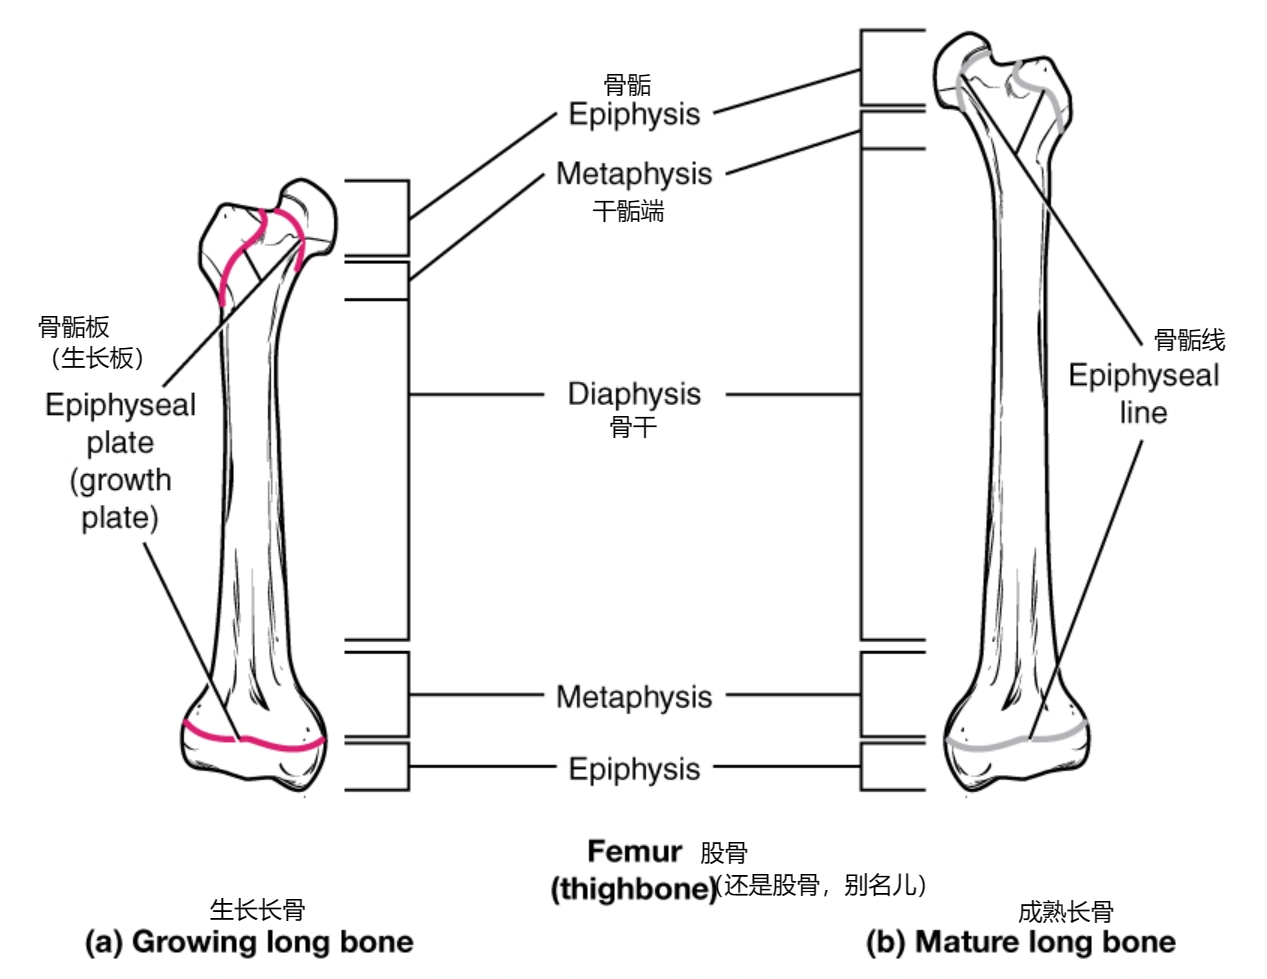 骨骺
Epiphysis
Metaphysis
干骺端
骨骺板
（生长板）
Epiphyseal
plate
(growth
plate)
Diaphysis
骨干
骨骺线
Epiphyseal
line
Metaphysis
Epiphysis
Femur 股骨
(thighbone)(还是股骨，别名儿）
生长长骨
(a) Growing long bone
成熟长骨
(b) Mature long bone